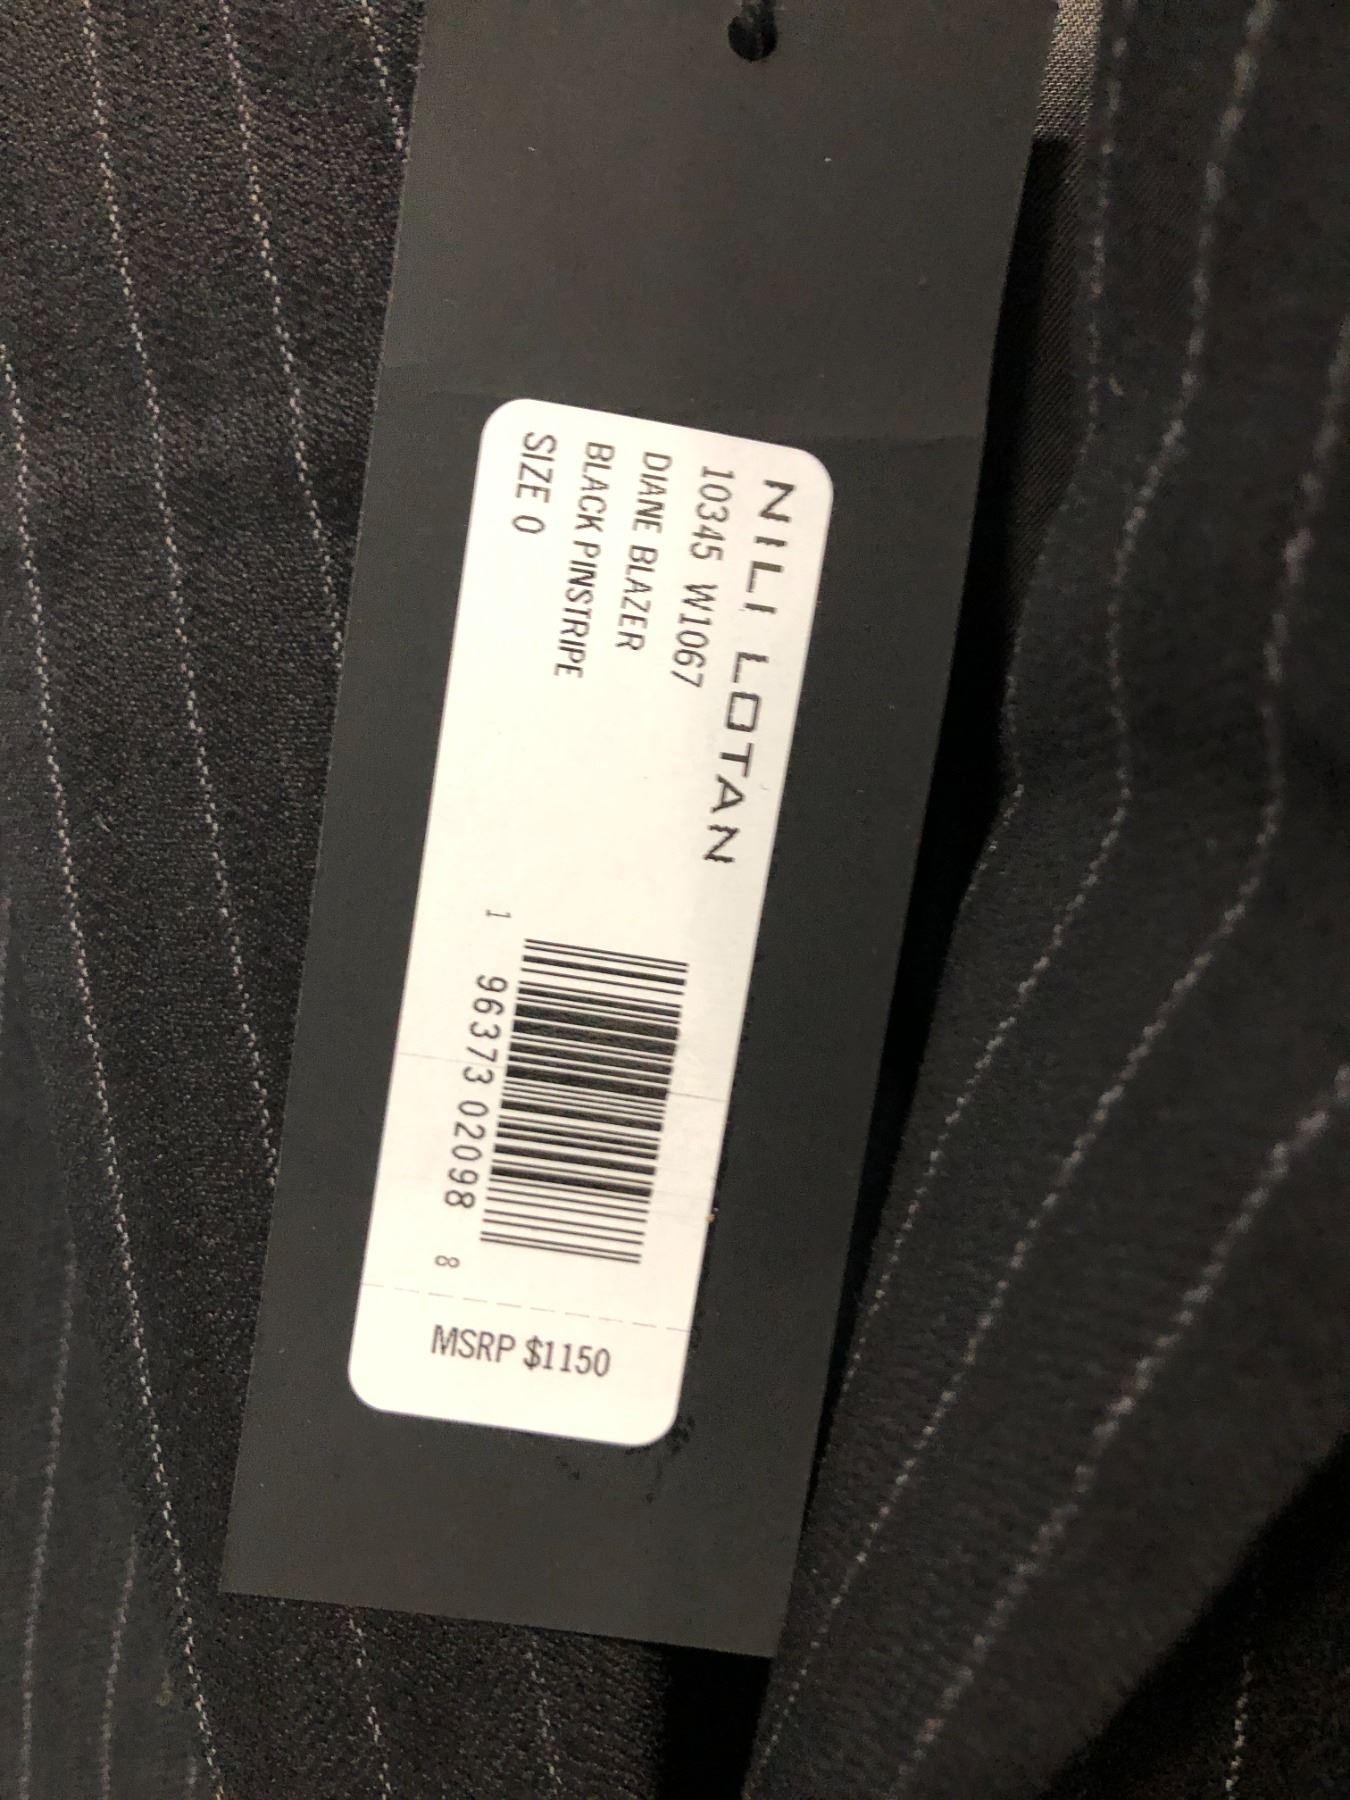 NILI LOTAN
10345 W1067
DIANE BLAZER
BLACK PINSTRIPE
SIZE 0
1 96373 02098 8
MSRP $1150